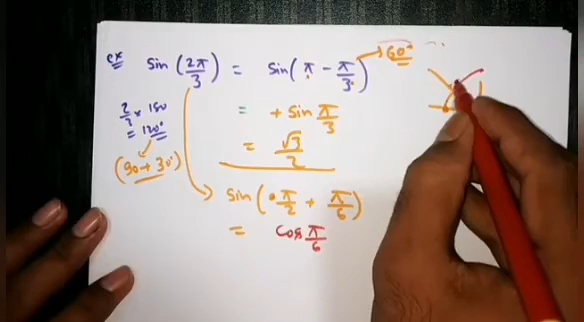 ex sin(2π/3) = sin(π - π/3) → 60°
2/3 × 180
= 120°
(90 + 30°)
= + sin π/3
= √3/2
sin(π/2 + π/6)
= cos π/6